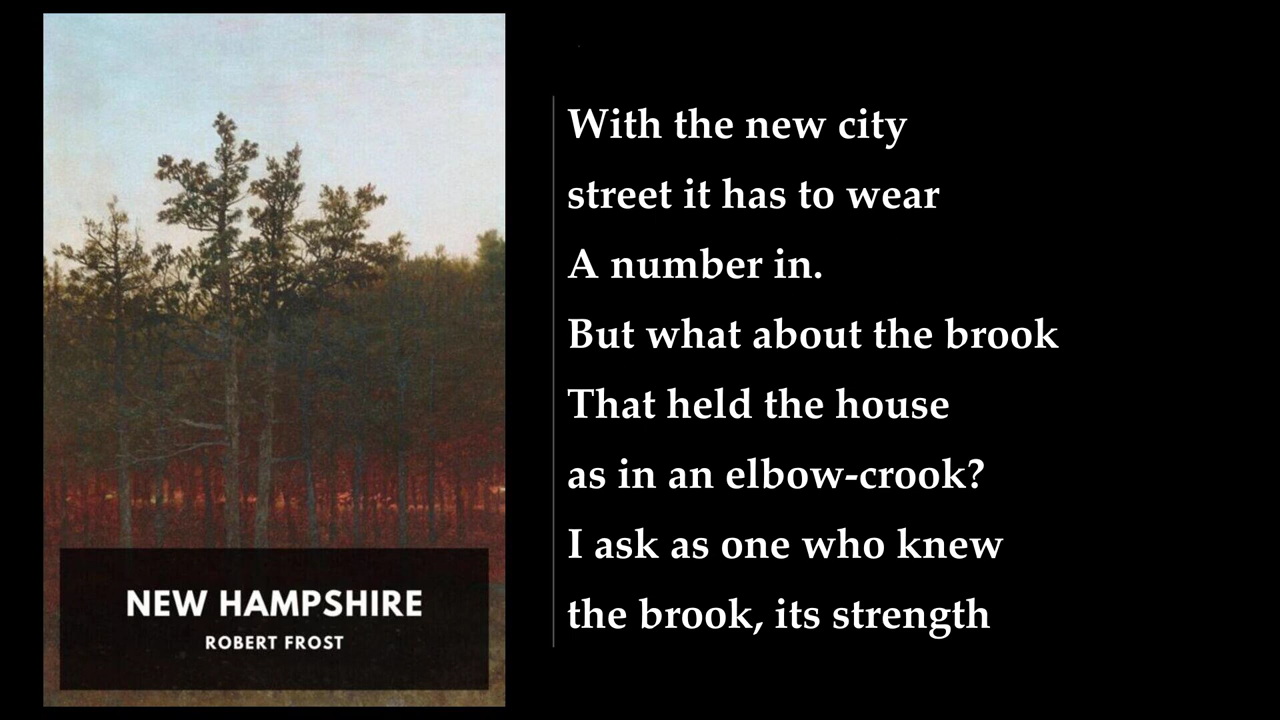 NEW HAMPSHIRE
ROBERT FROST
With the new city
street it has to wear
A number in.
But what about the brook
That held the house
as in an elbow-crook?
I ask as one who knew
the brook, its strength